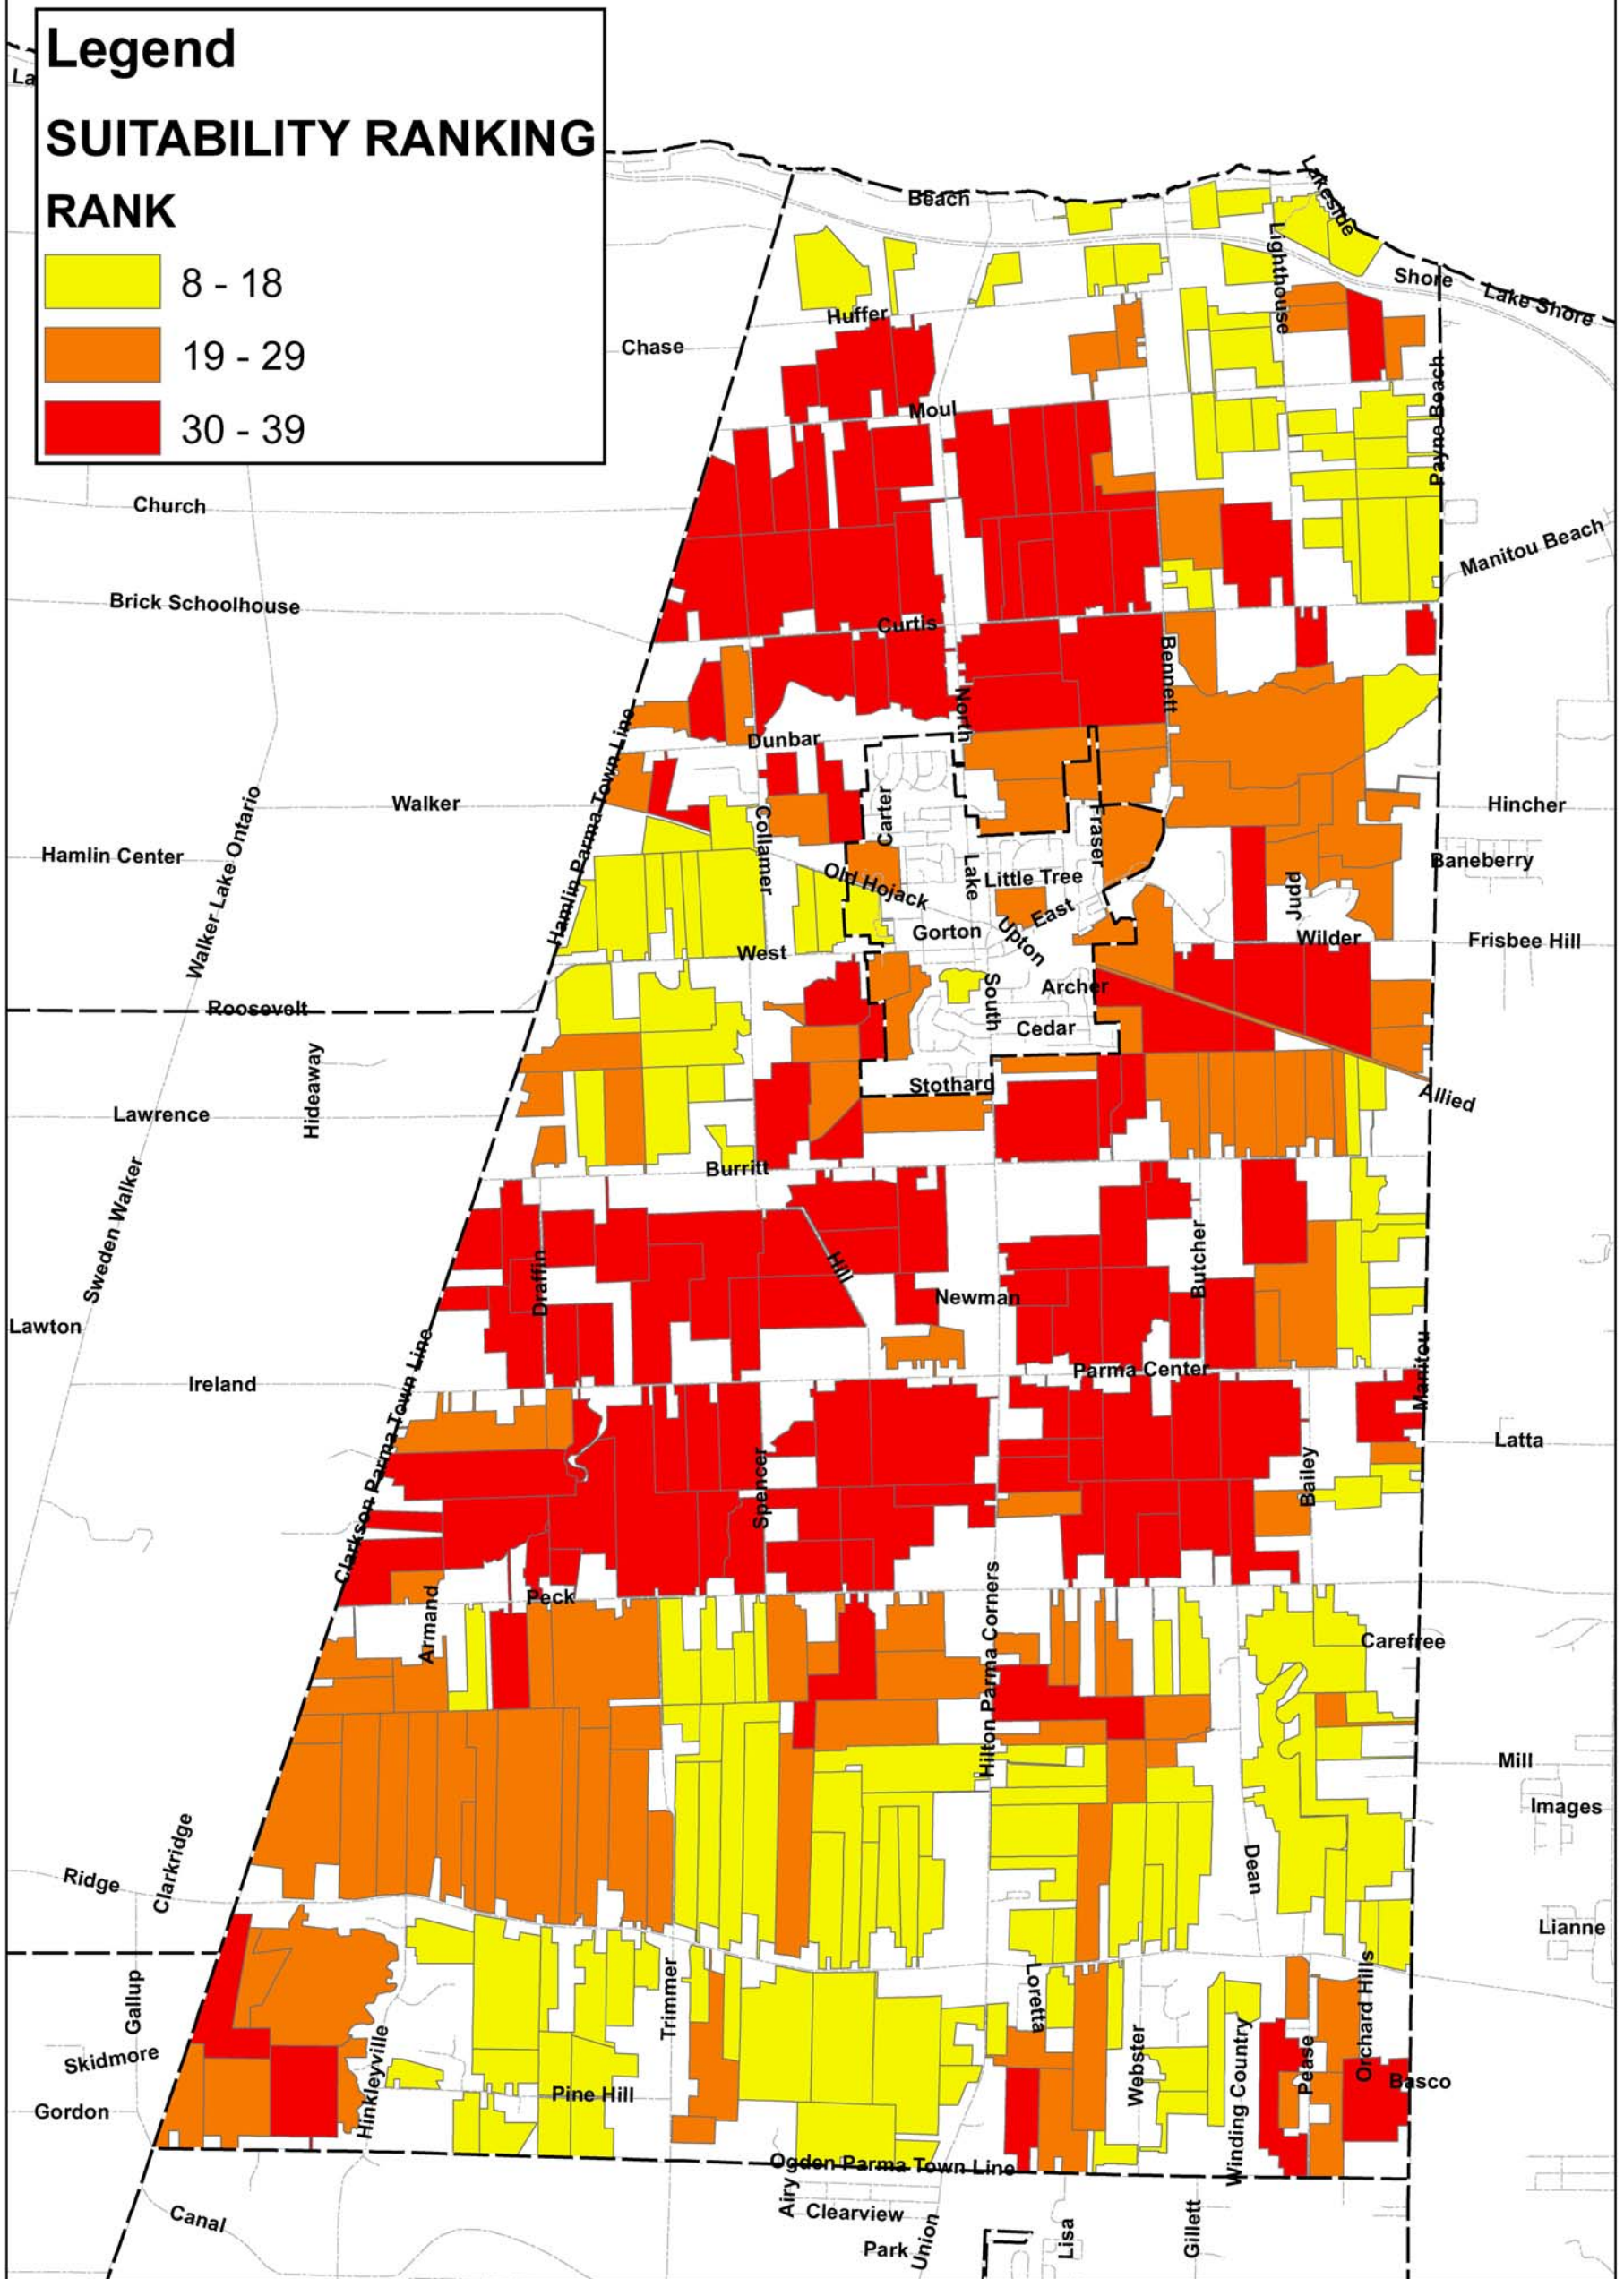 Legend
La
SUITABILITY RANKING
RANK
8 - 18
19 - 29
30 - 39
Beach
Lakeside
Lighthouse
Shore
Lake Shore
Huffer
Chase
Payne Beach
Moul
Church
Manitou Beach
Brick Schoolhouse
Curtis
Bennett
North
Hamlin Parma Town Line
Dunbar
Walker
Collamer
Carter
Fraser
Hincher
Hamlin Center
Walker Lake Ontario
Old Hojack
Lake
Little Tree
Judd
Baneberry
East
Gorton
Upton
West
Wilder
Frisbee Hill
Roosevelt
South
Archer
Cedar
Hideaway
Stothard
Allied
Lawrence
Burritt
Sweden Walker
Draffin
Hill
Butcher
Newman
Lawton
Clarkson Parma Town Line
Parma Center
Manitou
Ireland
Latta
Spencer
Bailey
Peck
Armand
Hilton Parma Corners
Carefree
Mill
Images
Clarkridge
Ridge
Dean
Lianne
Gallup
Trimmer
Loretta
Orchard Hills
Skidmore
Hinkleyville
Webster
Winding Country
Pease
Basco
Pine Hill
Gordon
Ogden Parma Town Line
Airy
Clearview
Canal
Park
Union
Lisa
Gillett